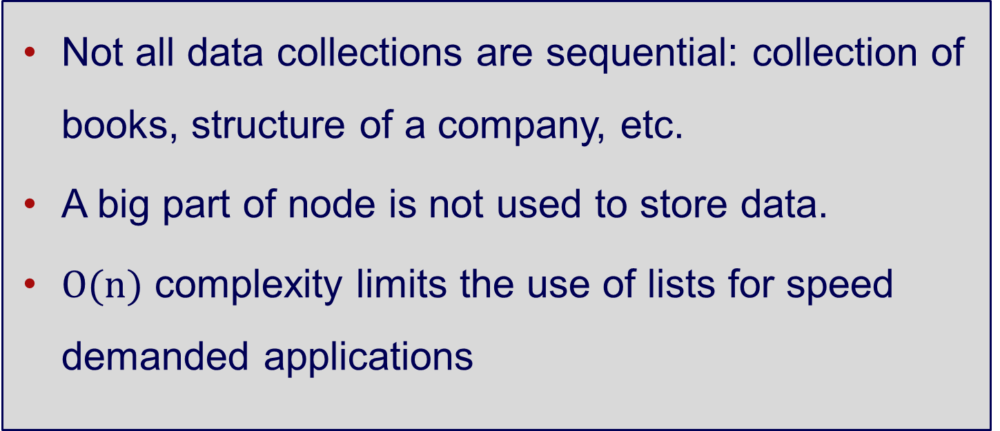 • Not all data collections are sequential: collection of
books, structure of a company, etc.
• A big part of node is not used to store data.
• O(n) complexity limits the use of lists for speed
demanded applications